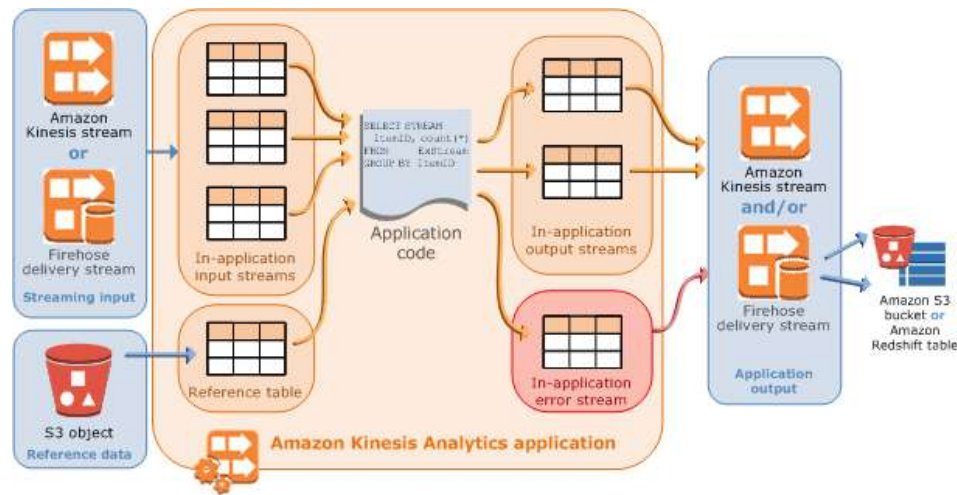 Amazon
Kinesis stream
or
Firehose
delivery stream
Streaming input
S3 object
Reference data
In-application
input streams
Reference table
SELECT STREAM
ItemID, count(*)
FROM ExStream
GROUP BY ItemID
Application
code
In-application
output streams
In-application
error stream
Amazon Kinesis Analytics application
Amazon
Kinesis stream
and/or
Firehose
delivery stream
Application
output
Amazon S3
bucket or
Amazon
Redshift table